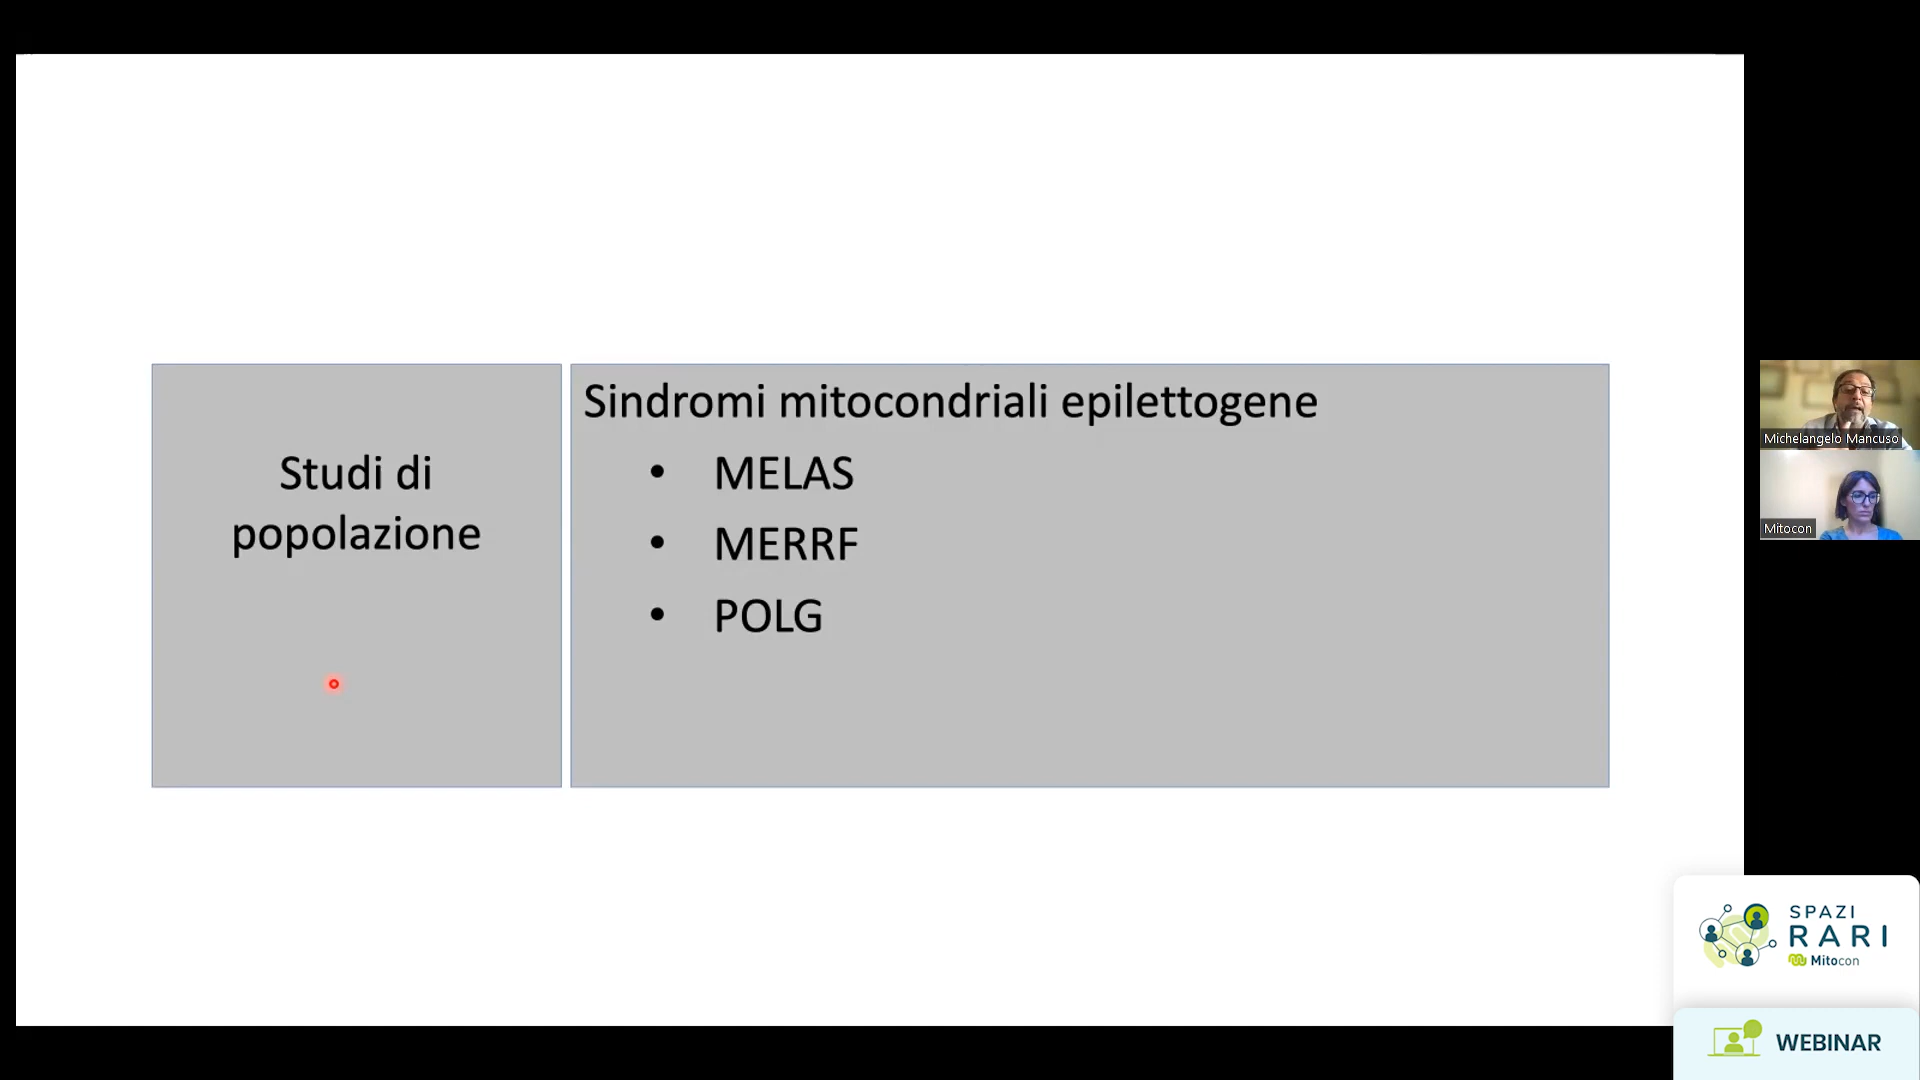 Studi di
popolazione
Sindromi mitocondriali epilettogene
• MELAS
• MERRF
• POLG
Michelangelo Mancuso
Mitocon
SPAZI
RARI
Mitocon
WEBINAR